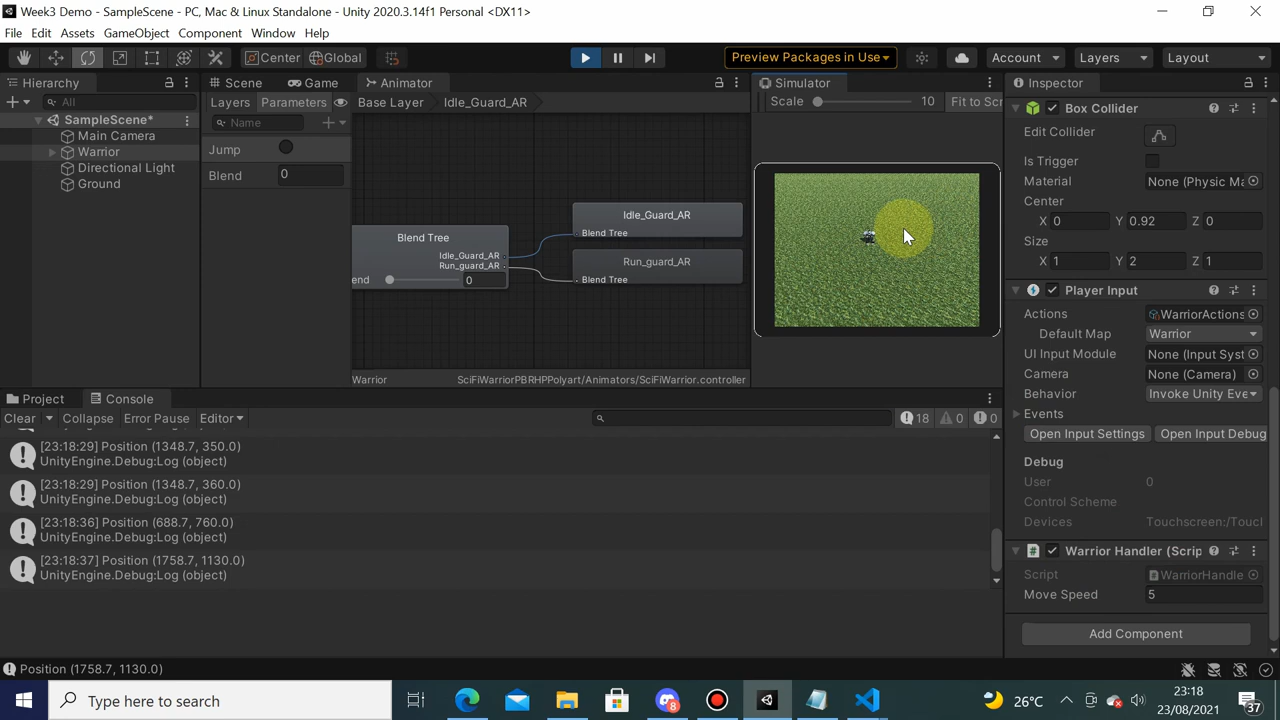 Week3 Demo - SampleScene - PC, Mac & Linux Standalone - Unity 2020.3.14f1 Personal <DX11>
File Edit Assets GameObject Component Window Help
Center Global Preview Packages in Use Account Layers Layout
Hierarchy
All
SampleScene*
Main Camera
Warrior
Directional Light
Ground
Scene Game Animator
Layers Parameters Base Layer Idle_Guard_AR
Name
Jump
Blend 0
Blend Tree
Idle_Guard_AR
Run_guard_AR
end 0
Idle_Guard_AR
Blend Tree
Run_guard_AR
Blend Tree
Warrior SciFiWarriorPBRHPPolyart/Animators/SciFiWarrior.controller
Simulator
Scale 10 Fit to Scr
Inspector
Box Collider
Edit Collider
Is Trigger
Material None (Physic Ma
Center
X 0 Y 0.92 Z 0
Size
X 1 Y 2 Z 1
Player Input
Actions WarriorActions
Default Map Warrior
UI Input Module None (Input Syst
Camera None (Camera)
Behavior Invoke Unity Eve
Events
Open Input Settings Open Input Debug
Debug
User 0
Control Scheme
Devices Touchscreen:/Toucl
Warrior Handler (Scrip
Script WarriorHandle
Move Speed 5
Add Component
Project Console
Clear Collapse Error Pause Editor 18 0 0
[23:18:29] Position (1348.7, 350.0)
UnityEngine.Debug:Log (object)
[23:18:29] Position (1348.7, 360.0)
UnityEngine.Debug:Log (object)
[23:18:36] Position (688.7, 760.0)
UnityEngine.Debug:Log (object)
[23:18:37] Position (1758.7, 1130.0)
UnityEngine.Debug:Log (object)
Position (1758.7, 1130.0)
Type here to search
8
26°C
23:18
23/08/2021
37